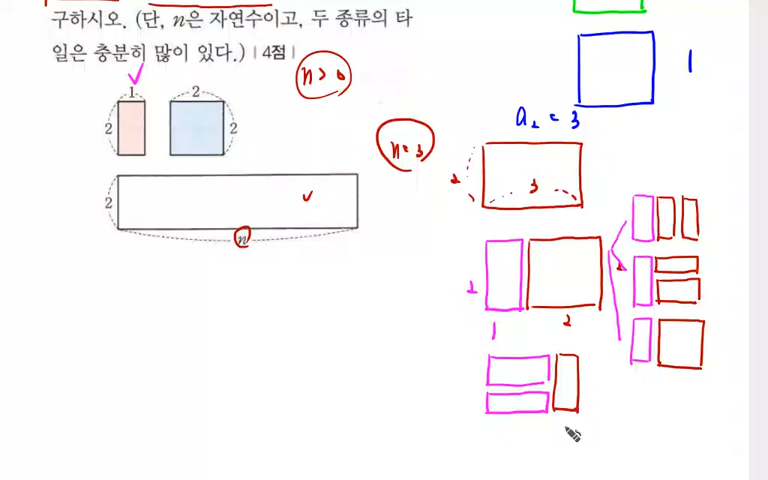 구하시오. (단, n은 자연수이고, 두 종류의 타
일은 충분히 많이 있다.) | 4점 |
n > 0
1
1
2
2
2
a₂ = 3
n = 3
2
3
2
n
2
1
2